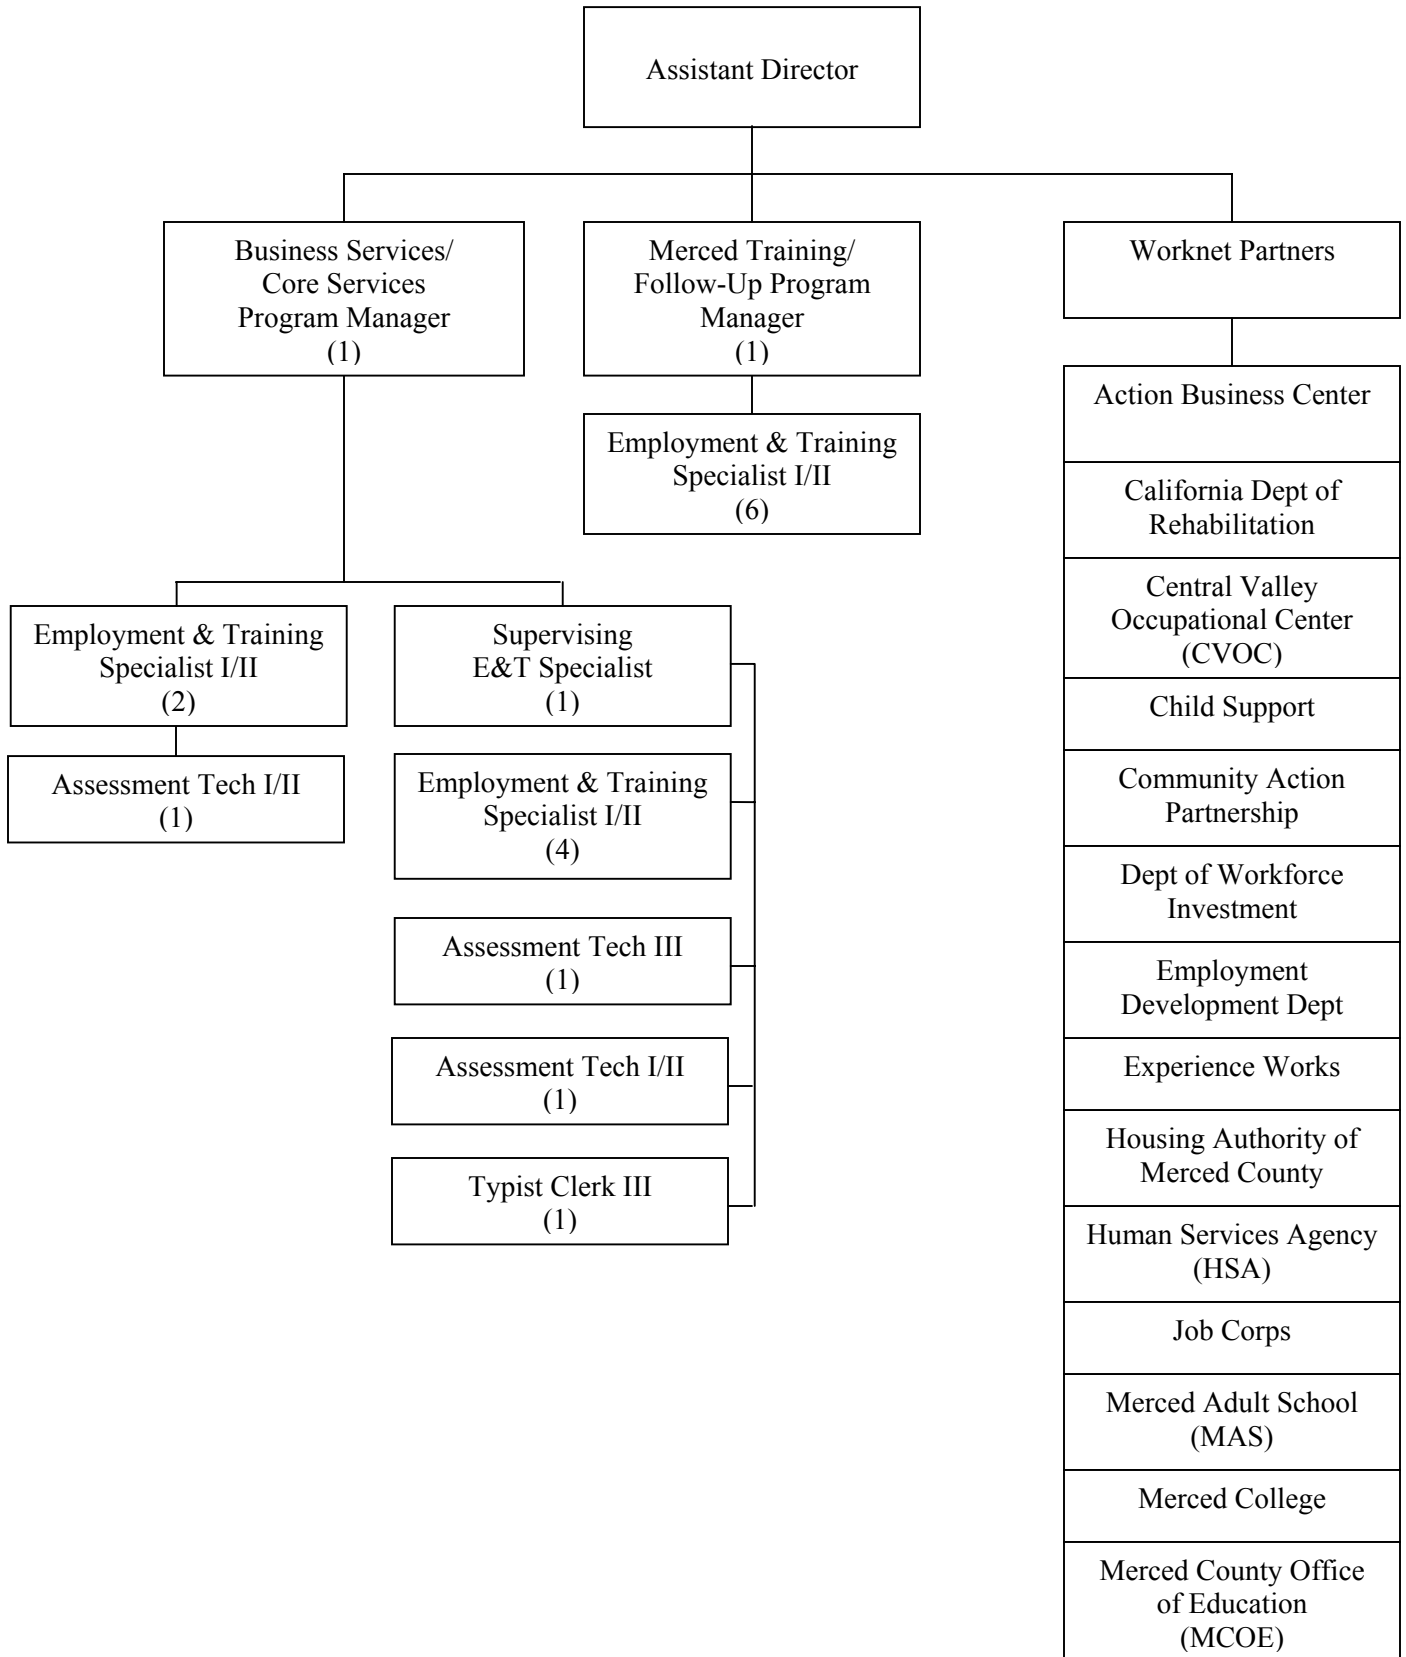 Assistant Director
Business Services/
Core Services
Program Manager
(1)
Merced Training/
Follow-Up Program
Manager
(1)
Worknet Partners
Employment & Training
Specialist I/II
(6)
Employment & Training
Specialist I/II
(2)
Assessment Tech I/II
(1)
Supervising
E&T Specialist
(1)
Employment & Training
Specialist I/II
(4)
Assessment Tech III
(1)
Assessment Tech I/II
(1)
Typist Clerk III
(1)
Action Business Center
California Dept of
Rehabilitation
Central Valley
Occupational Center
(CVOC)
Child Support
Community Action
Partnership
Dept of Workforce
Investment
Employment
Development Dept
Experience Works
Housing Authority of
Merced County
Human Services Agency
(HSA)
Job Corps
Merced Adult School
(MAS)
Merced College
Merced County Office
of Education
(MCOE)